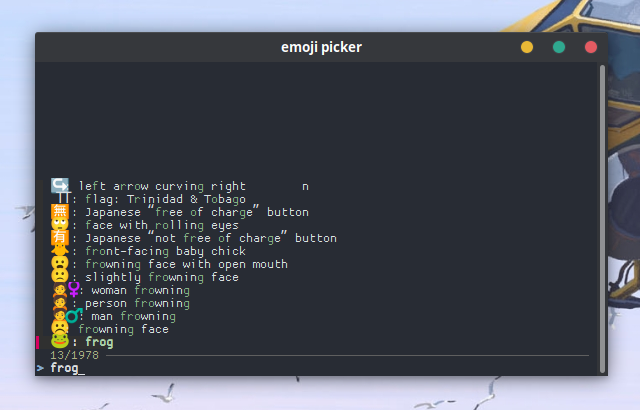 emoji picker
left arrow curving right n
: flag: Trinidad & Tobago
: Japanese “free of charge” button
: face with rolling eyes
: Japanese “not free of charge” button
: front-facing baby chick
: frowning face with open mouth
: slightly frowning face
: woman frowning
: person frowning
: man frowning
frowning face
: frog
13/1978
> frog_